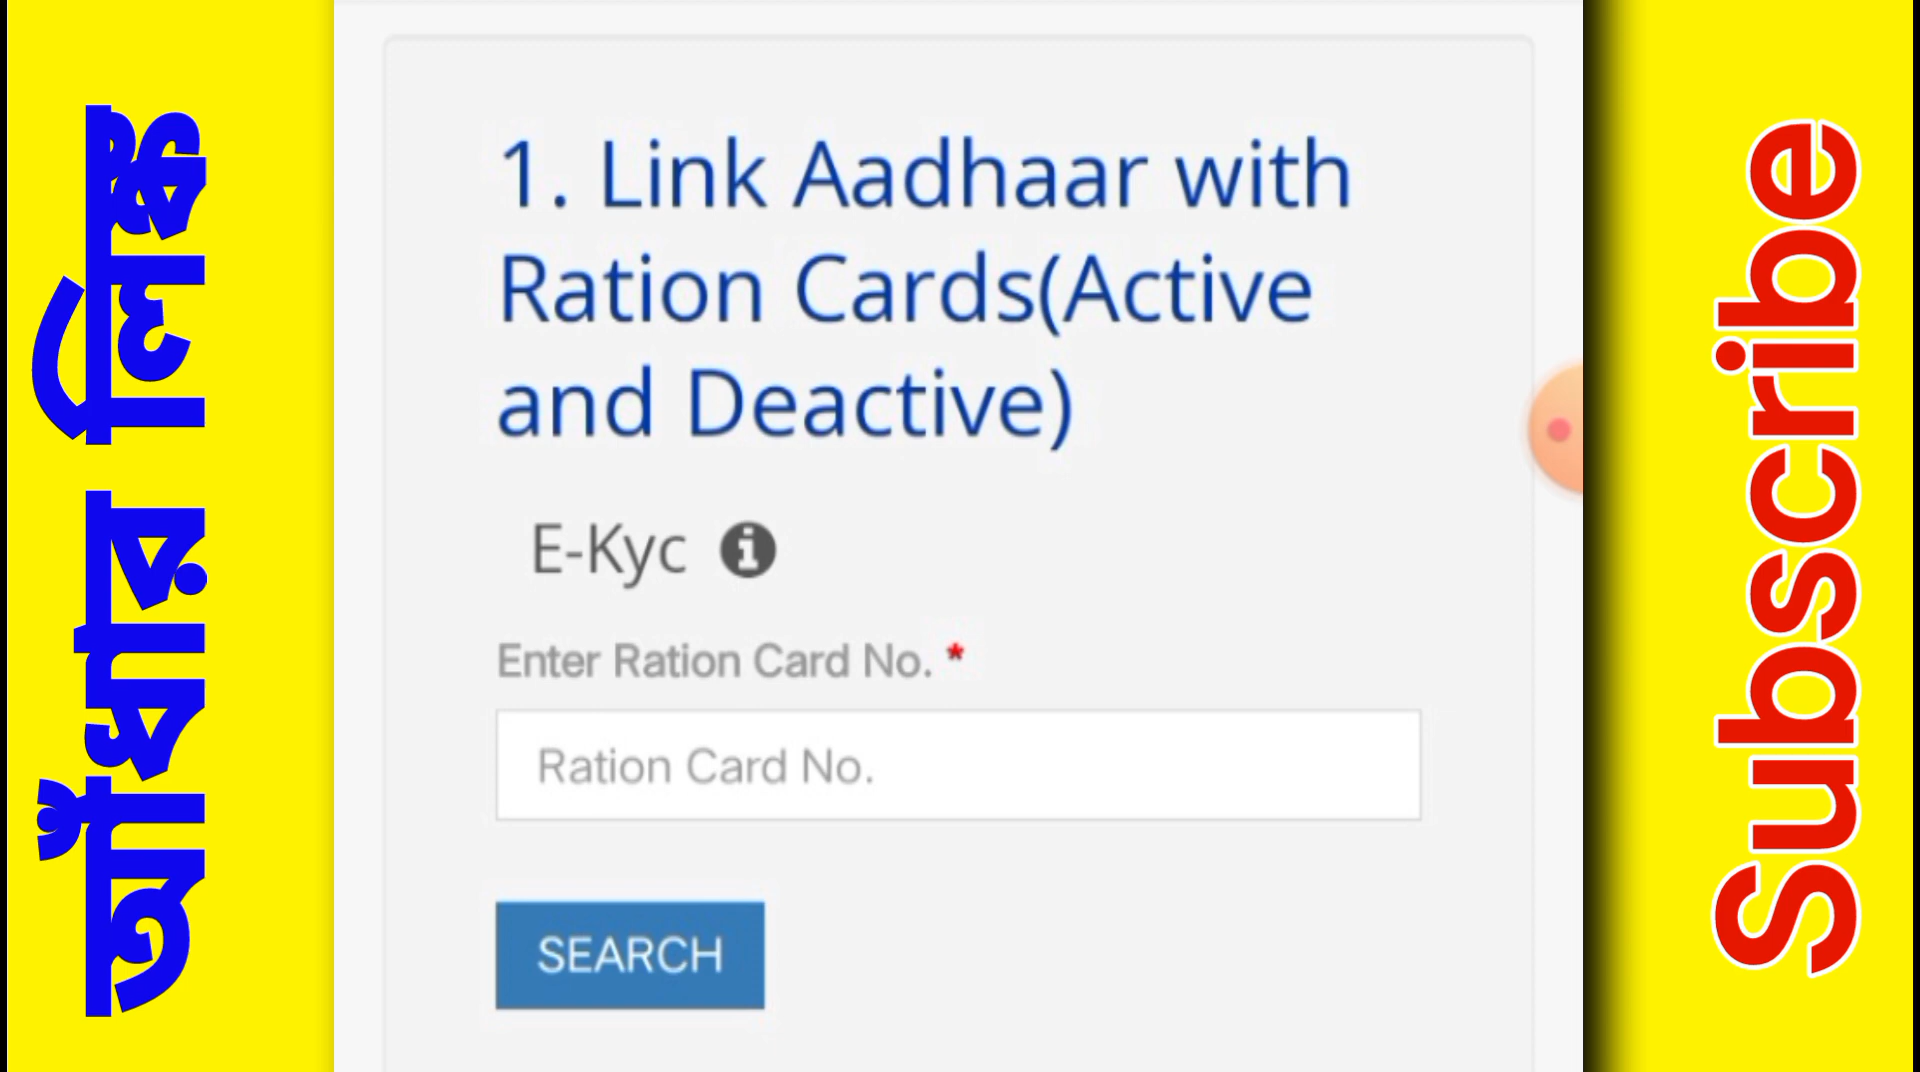 আঁধার লিঙ্ক
1. Link Aadhaar with
Ration Cards(Active
and Deactive)
E-Kyc
Enter Ration Card No. *
Ration Card No.
SEARCH
Subscribe